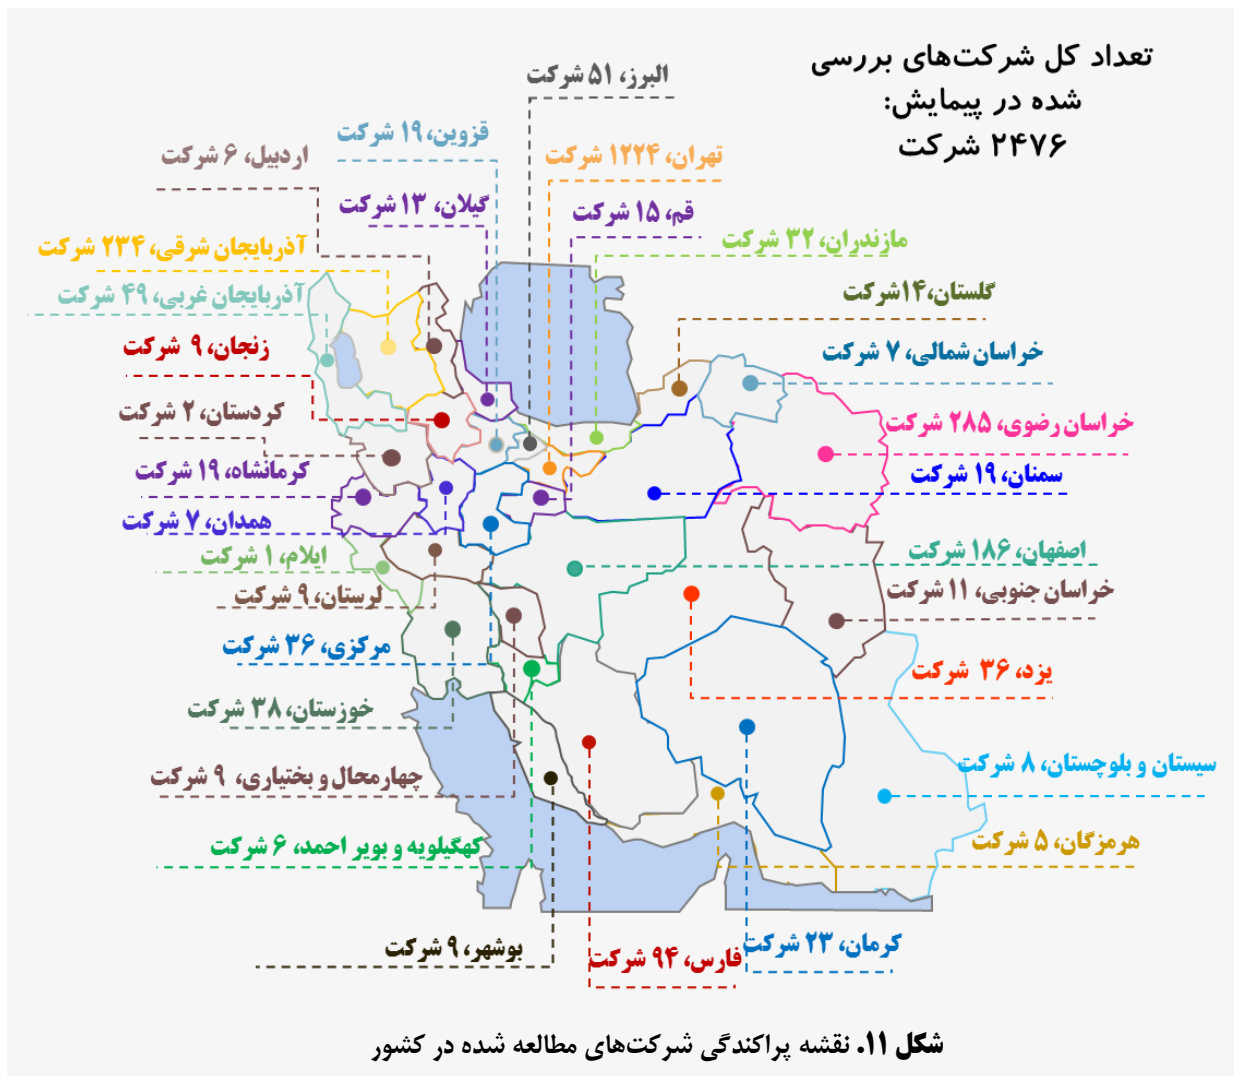 تعداد کل شرکت‌های بررسی
شده در پیمایش:
۲۴۷۶ شرکت
البرز، ۵۱ شرکت
قزوین، ۱۹ شرکت
تهران، ۱۲۲۴ شرکت
اردبیل، ۶ شرکت
گیلان، ۱۳ شرکت
قم، ۱۵ شرکت
مازندران، ۳۲ شرکت
آذربایجان شرقی، ۲۳۴ شرکت
آذربایجان غربی، ۴۹ شرکت
گلستان، ۱۴شرکت
زنجان، ۹ شرکت
خراسان شمالی، ۷ شرکت
کردستان، ۲ شرکت
خراسان رضوی، ۲۸۵ شرکت
کرمانشاه، ۱۹ شرکت
سمنان، ۱۹ شرکت
همدان، ۷ شرکت
اصفهان، ۱۸۶ شرکت
ایلام، ۱ شرکت
خراسان جنوبی، ۱۱ شرکت
لرستان، ۹ شرکت
مرکزی، ۳۶ شرکت
یزد، ۳۶ شرکت
خوزستان، ۳۸ شرکت
سیستان و بلوچستان، ۸ شرکت
چهارمحال و بختیاری، ۹ شرکت
هرمزگان، ۵ شرکت
کهگیلویه و بویر احمد، ۶ شرکت
کرمان، ۲۳ شرکت
بوشهر، ۹ شرکت
فارس، ۹۴ شرکت
شکل ۱۱. نقشه پراکندگی شرکت‌های مطالعه شده در کشور